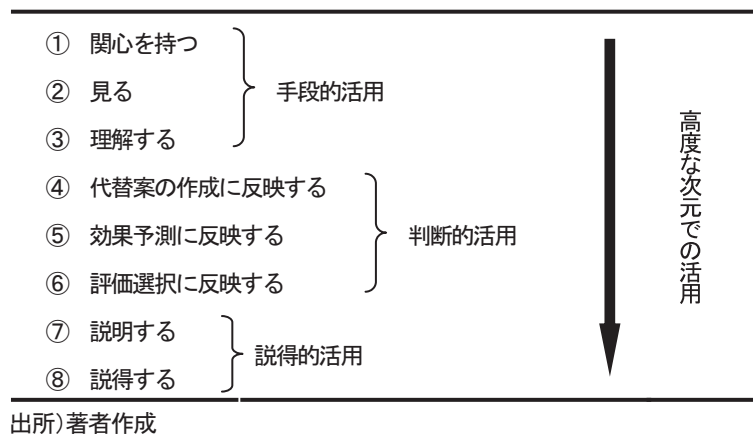 ① 関心を持つ
② 見る
③ 理解する
手段的活用
④ 代替案の作成に反映する
⑤ 効果予測に反映する
⑥ 評価選択に反映する
判断的活用
⑦ 説明する
⑧ 説得する
説得的活用
高度な次元での活用
出所)著者作成